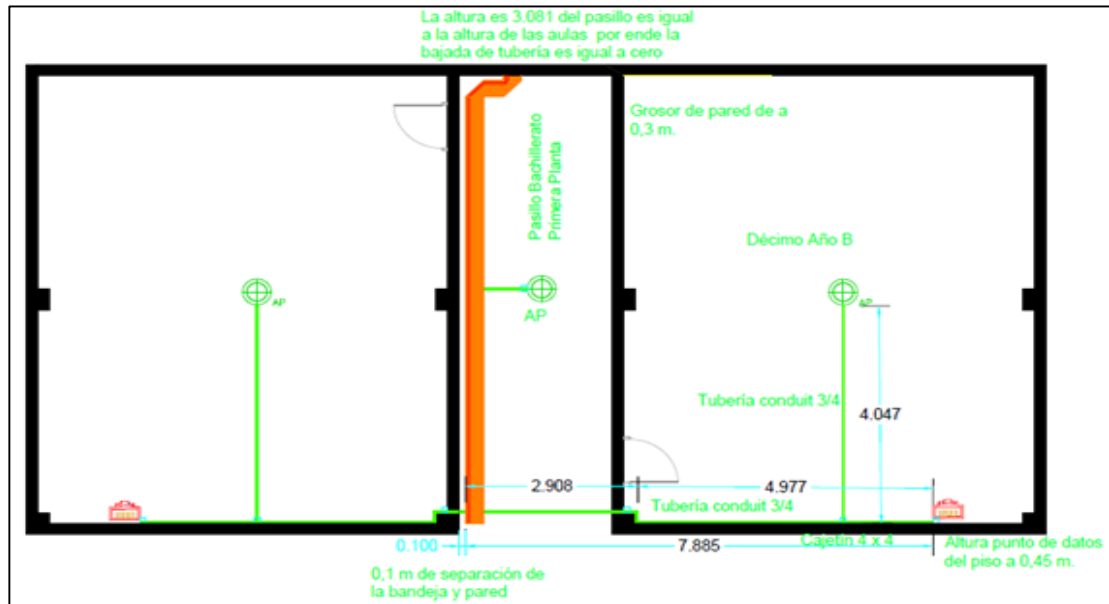 La altura es 3.081 del pasillo es igual
a la altura de las aulas por ende la
bajada de tubería es igual a cero
Grosor de pared de a
0,3 m.
Pasillo Bachillerato
Primera Planta
Décimo Año B
AP
AP
AP
Tubería conduit 3/4
4.047
2.908
4.977
Tubería conduit 3/4
Cajetín 4 x 4
0.100
7.885
Altura punto de datos
del piso a 0,45 m.
0,1 m de separación de
la bandeja y pared